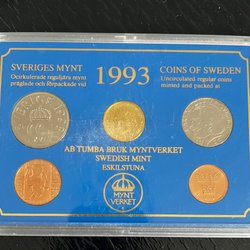 SVERIGES MYNT
Ocirkulerade reguljära mynt
präglade och förpackade vid
1993
COINS OF SWEDEN
Uncirculated regular coins
minted and packed at
AB TUMBA BRUK MYNTVERKET
SWEDISH MINT
ESKILSTUNA
MYNT
VERKET